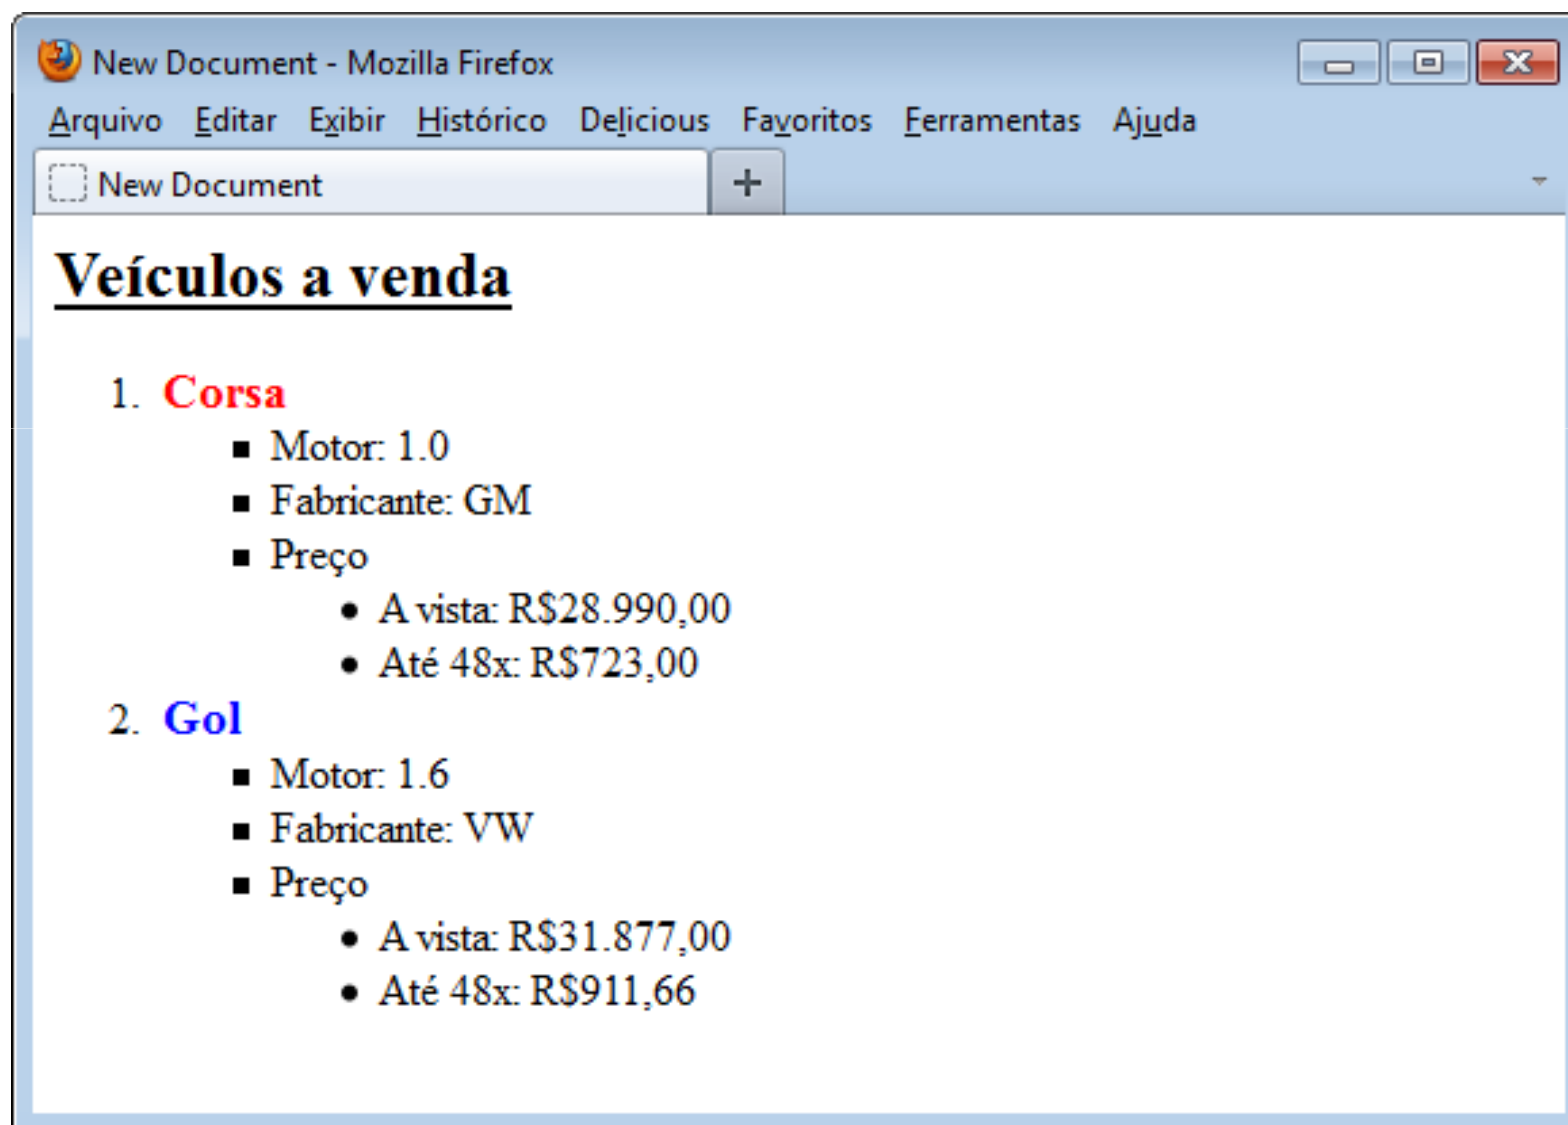 New Document - Mozilla Firefox
Arquivo Editar Exibir Histórico Delicious Favoritos Ferramentas Ajuda
New Document
Veículos a venda
1. Corsa
Motor: 1.0
Fabricante: GM
Preço
A vista: R$28.990,00
Até 48x: R$723,00
2. Gol
Motor: 1.6
Fabricante: VW
Preço
A vista: R$31.877,00
Até 48x: R$911,66